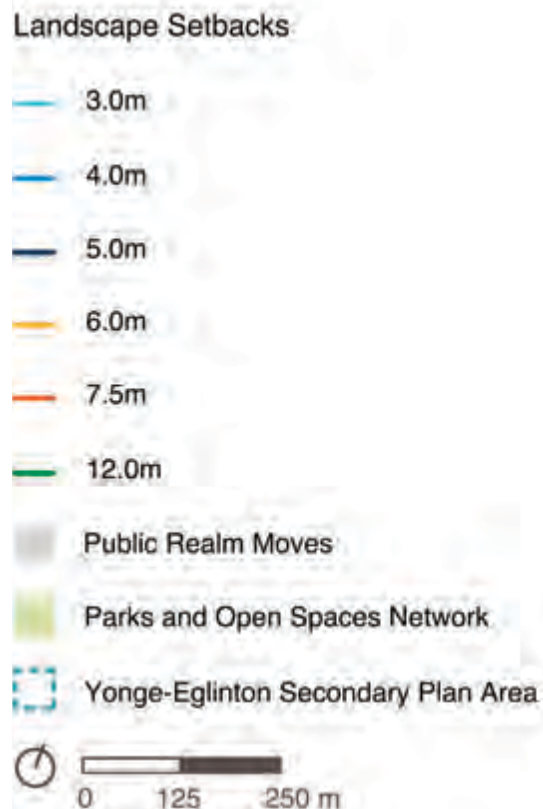 Landscape Setbacks
3.0m
4.0m
5.0m
6.0m
7.5m
12.0m
Public Realm Moves
Parks and Open Spaces Network
Yonge-Eglinton Secondary Plan Area
0 125 250 m